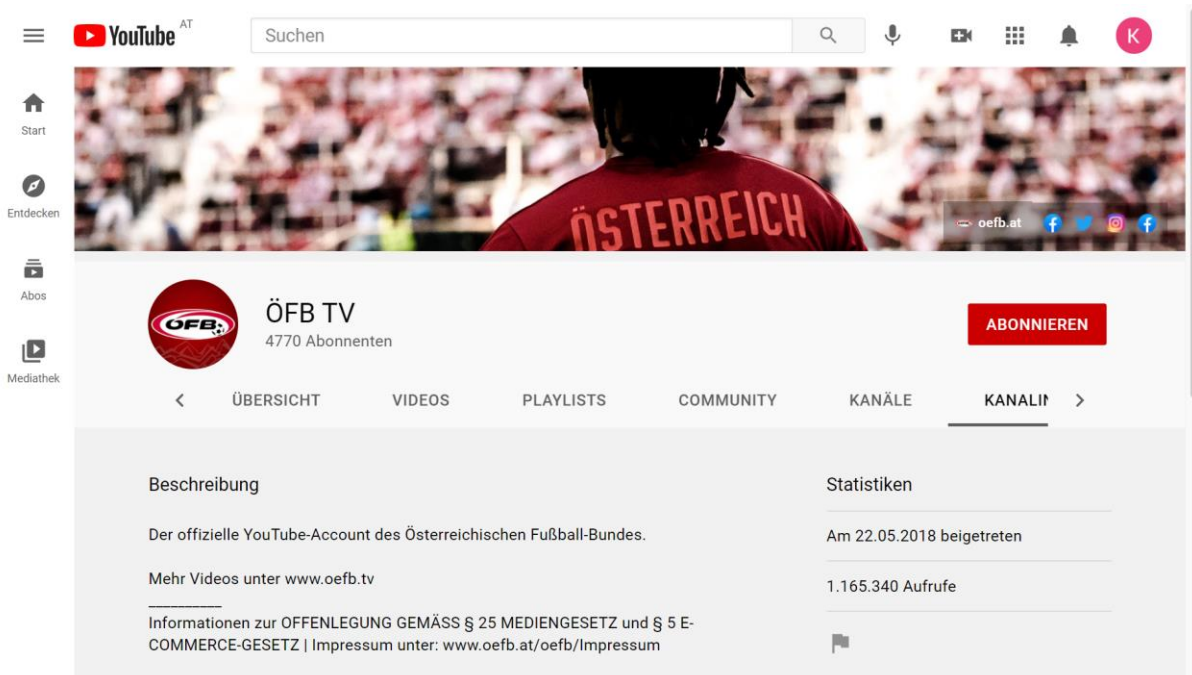 YouTube AT
Suchen
K
Start
Entdecken
Abos
Mediathek
ÖSTERREICH
oefb.at
ÖFB
ÖFB TV
4770 Abonnenten
ABONNIEREN
ÜBERSICHT VIDEOS PLAYLISTS COMMUNITY KANÄLE KANALIN
Beschreibung
Der offizielle YouTube-Account des Österreichischen Fußball-Bundes.
Mehr Videos unter www.oefb.tv
__________
Informationen zur OFFENLEGUNG GEMÄSS § 25 MEDIENGESETZ und § 5 E-
COMMERCE-GESETZ | Impressum unter: www.oefb.at/oefb/Impressum
Statistiken
Am 22.05.2018 beigetreten
1.165.340 Aufrufe